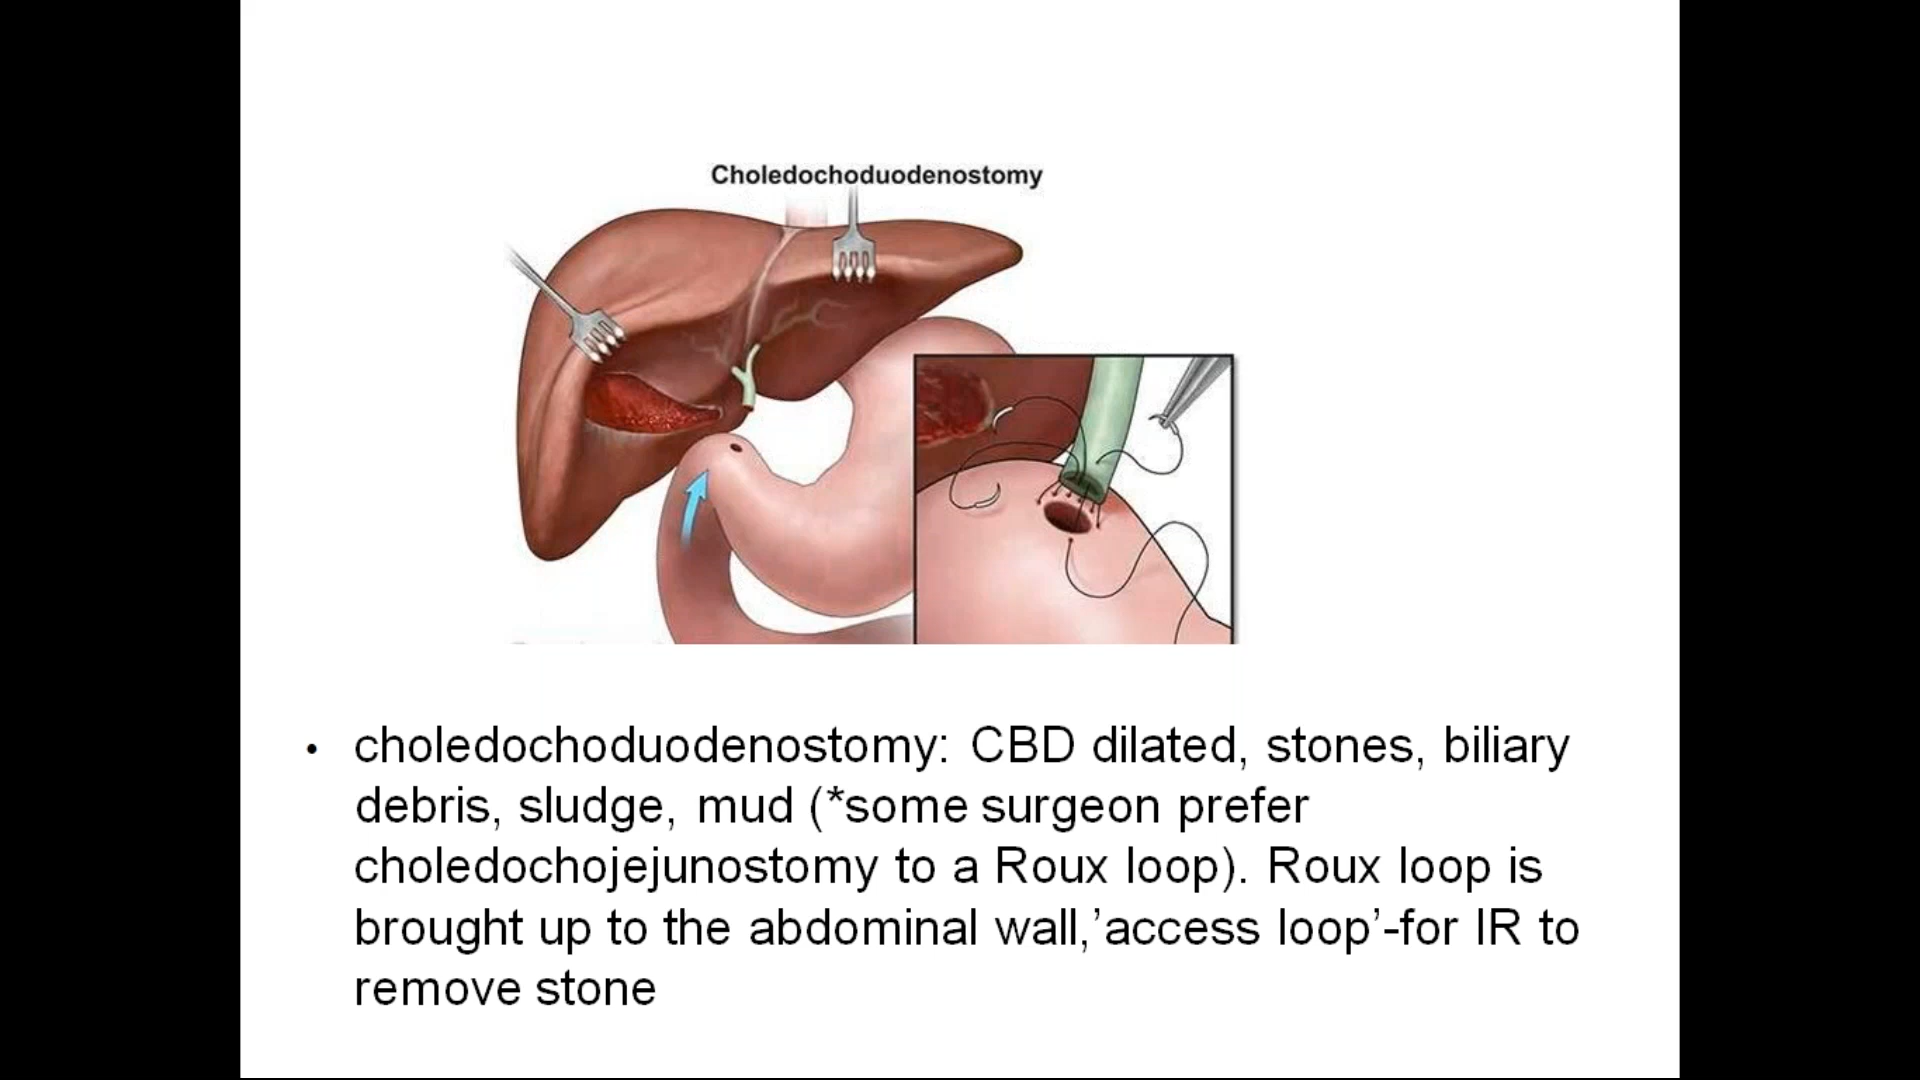 Choledochoduodenostomy
• choledochoduodenostomy: CBD dilated, stones, biliary
debris, sludge, mud (*some surgeon prefer
choledochojejunostomy to a Roux loop). Roux loop is
brought up to the abdominal wall,’access loop’-for IR to
remove stone